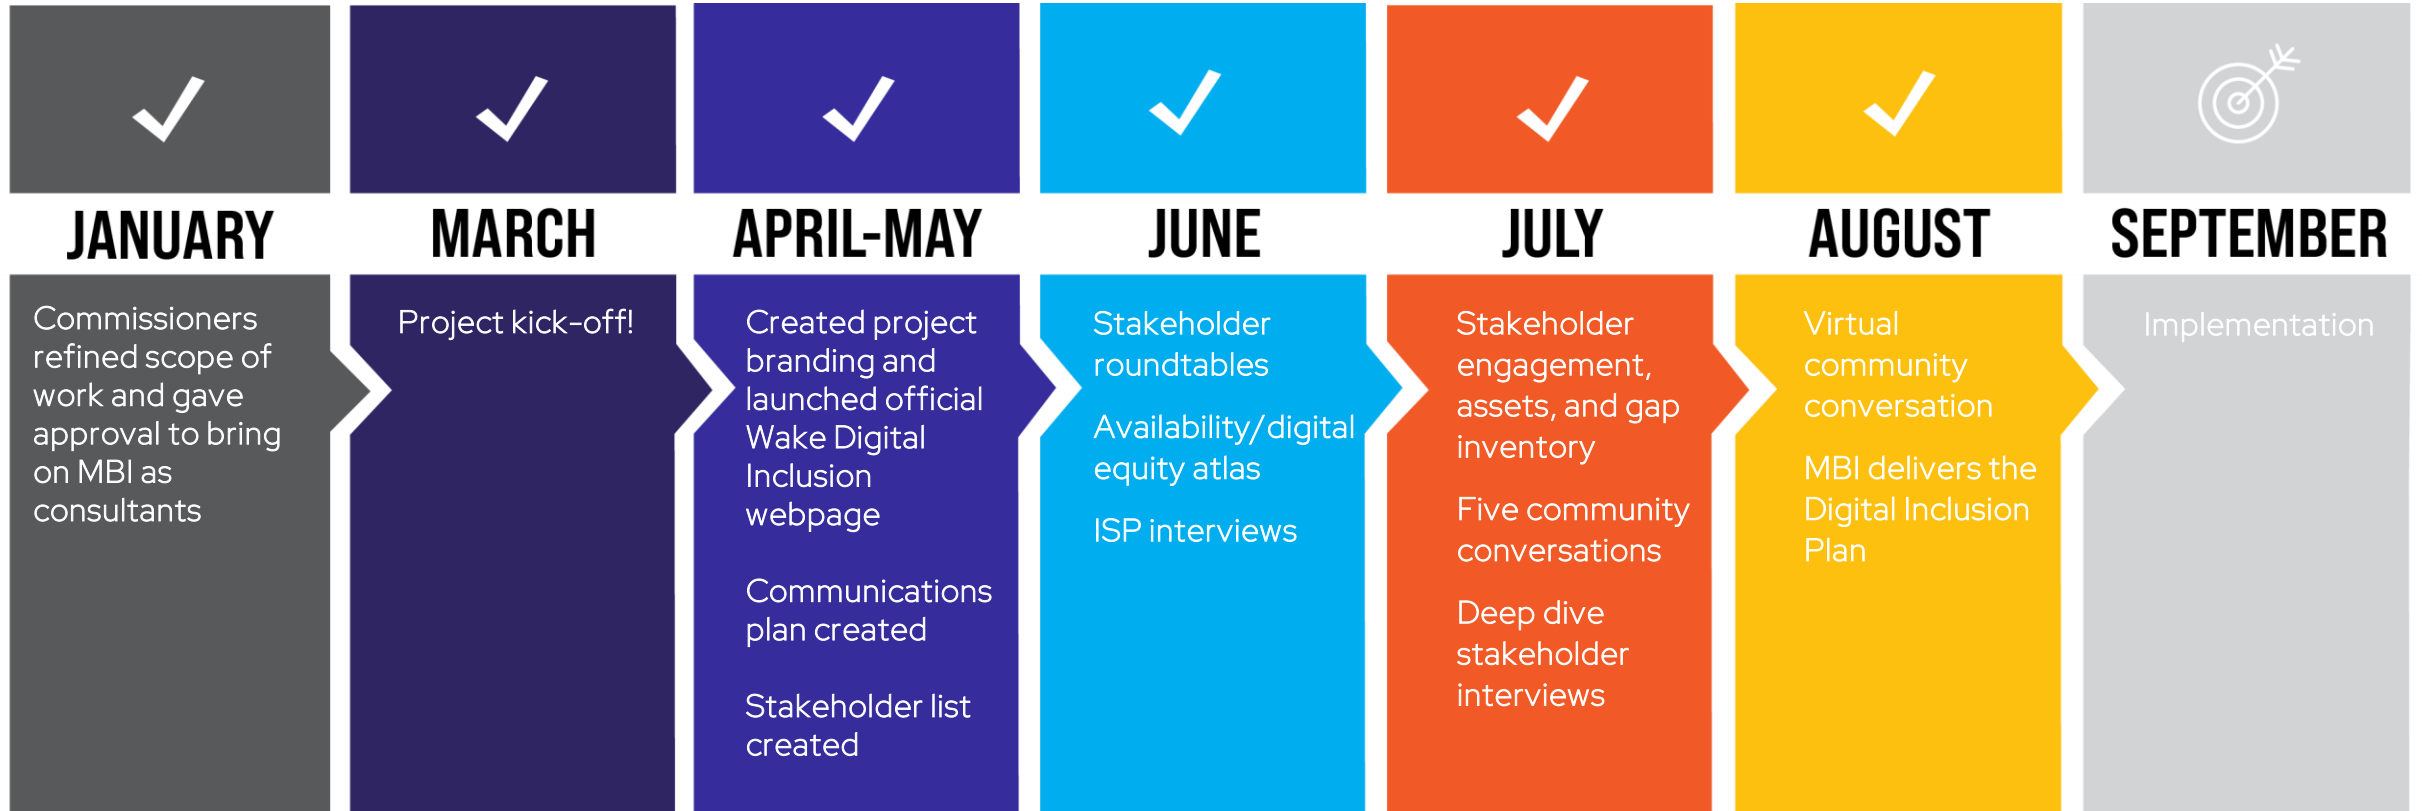 JANUARY
Commissioners
refined scope of
work and gave
approval to bring
on MBI as
consultants
MARCH
Project kick-off!
APRIL-MAY
Created project
branding and
launched official
Wake Digital
Inclusion
webpage
Communications
plan created
Stakeholder list
created
JUNE
Stakeholder
roundtables
Availability/digital
equity atlas
ISP interviews
JULY
Stakeholder
engagement,
assets, and gap
inventory
Five community
conversations
Deep dive
stakeholder
interviews
AUGUST
Virtual
community
conversation
MBI delivers the
Digital Inclusion
Plan
SEPTEMBER
Implementation